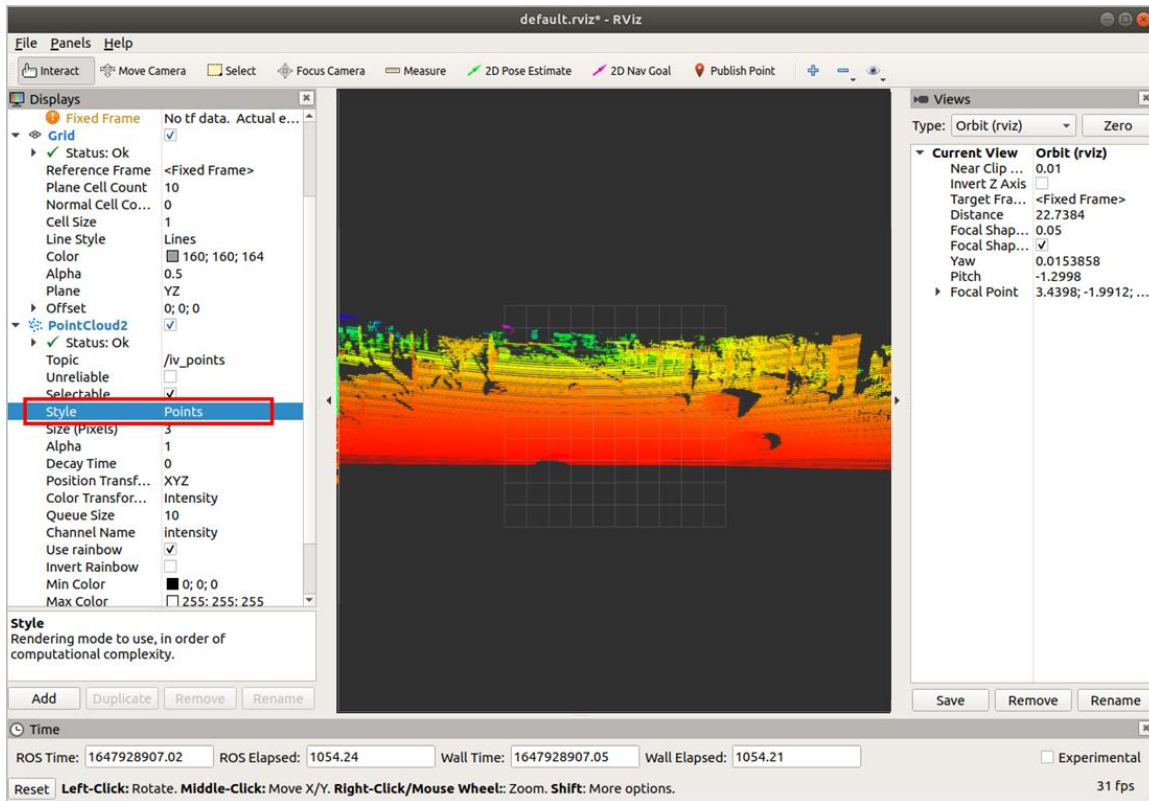 default.rviz* - RViz
File Panels Help
Interact Move Camera Select Focus Camera Measure 2D Pose Estimate 2D Nav Goal Publish Point
Displays
Fixed Frame No tf data. Actual e...
Grid
Status: Ok
Reference Frame <Fixed Frame>
Plane Cell Count 10
Normal Cell Co... 0
Cell Size 1
Line Style Lines
Color 160; 160; 164
Alpha 0.5
Plane YZ
Offset 0; 0; 0
PointCloud2
Status: Ok
Topic /iv_points
Unreliable
Selectable
Style Points
Size (Pixels) 3
Alpha 1
Decay Time 0
Position Transf... XYZ
Color Transfor... Intensity
Queue Size 10
Channel Name intensity
Use rainbow
Invert Rainbow
Min Color 0; 0; 0
Max Color 255; 255; 255
Style
Rendering mode to use, in order of
computational complexity.
Add Duplicate Remove Rename
Views
Type: Orbit (rviz) Zero
Current View Orbit (rviz)
Near Clip ... 0.01
Invert Z Axis
Target Fra... <Fixed Frame>
Distance 22.7384
Focal Shap... 0.05
Focal Shap...
Yaw 0.0153858
Pitch -1.2998
Focal Point 3.4398; -1.9912; ...
Save Remove Rename
Time
ROS Time: 1647928907.02 ROS Elapsed: 1054.24 Wall Time: 1647928907.05 Wall Elapsed: 1054.21 Experimental
Reset Left-Click: Rotate. Middle-Click: Move X/Y. Right-Click/Mouse Wheel:: Zoom. Shift: More options. 31 fps